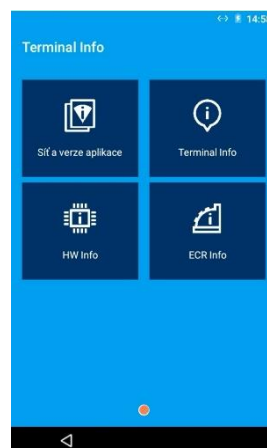 14:5
Terminal Info
Síť a verze aplikace
Terminal Info
HW Info
ECR Info